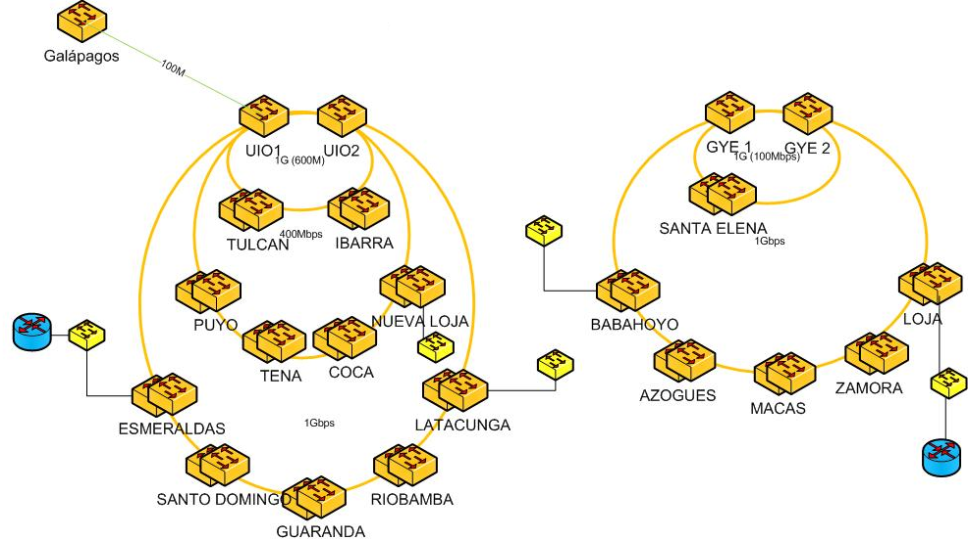 Galápagos
100M
UIO1
UIO2
1G (600M)
GYE 1
GYE 2
1G (100Mbps)
TULCAN
400Mbps
IBARRA
SANTA ELENA
1Gbps
PUYO
NUEVA LOJA
BABAHOYO
LOJA
TENA
COCA
AZOGUES
MACAS
ZAMORA
ESMERALDAS
1Gbps
LATACUNGA
SANTO DOMINGO
RIOBAMBA
GUARANDA